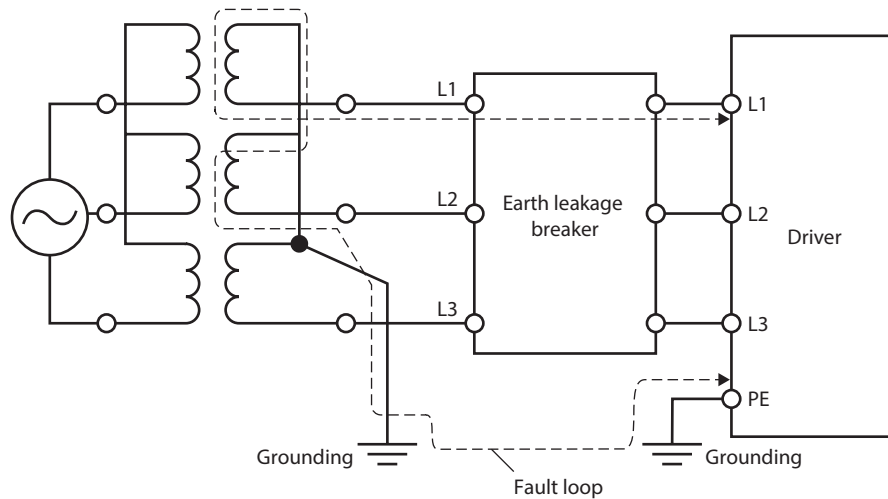 L1
L1
L2
Earth leakage
breaker
L2
Driver
L3
L3
PE
Grounding
Grounding
Fault loop